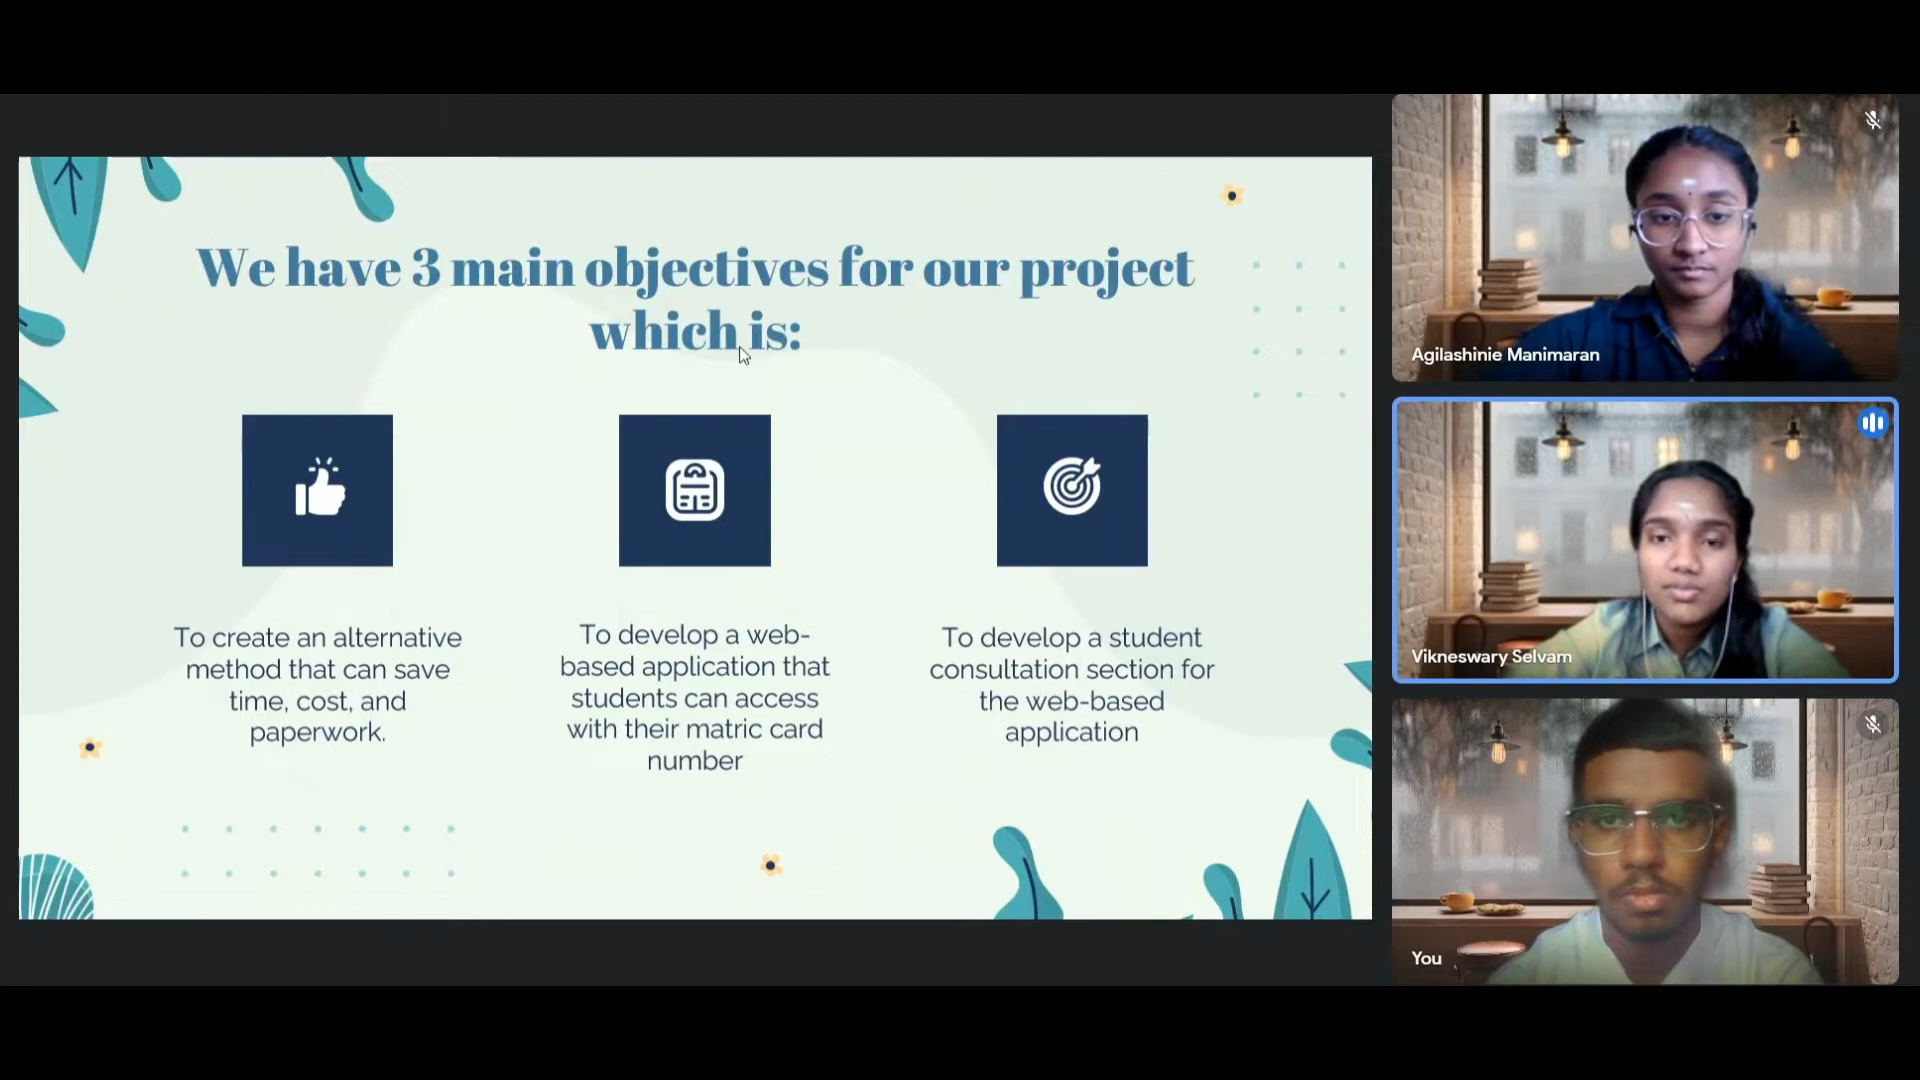 We have 3 main objectives for our project
which is:
To create an alternative
method that can save
time, cost, and
paperwork.
To develop a web-
based application that
students can access
with their matric card
number
To develop a student
consultation section for
the web-based
application
Agilashinie Manimaran
Vikneswary Selvam
You